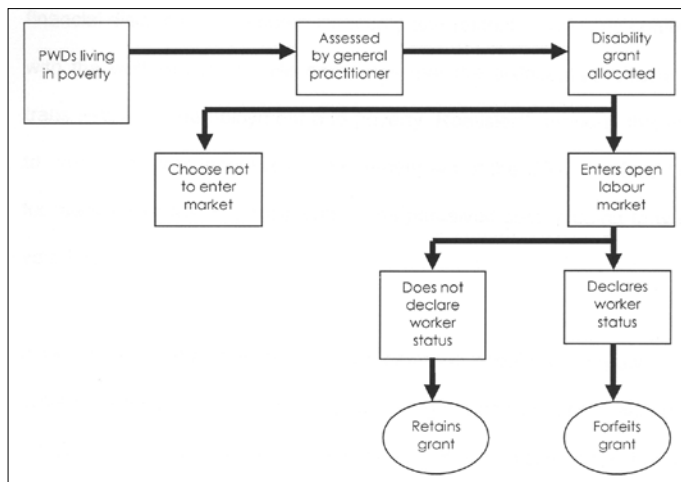 PWDs living
in poverty
Assessed
by general
practitioner
Disability
grant
allocated
Choose not
to enter
market
Enters open
labour
market
Does not
declare
worker
status
Declares
worker
status
Retains
grant
Forfeits
grant